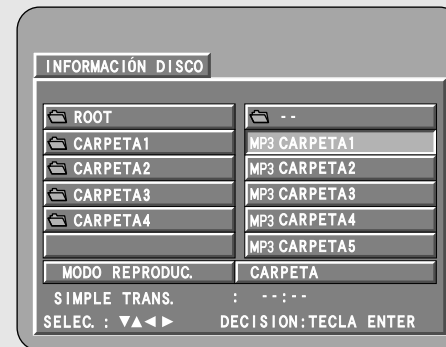 INFORMACIÓN DISCO
ROOT
CARPETA1
CARPETA2
CARPETA3
CARPETA4
--
MP3 CARPETA1
MP3 CARPETA2
MP3 CARPETA3
MP3 CARPETA4
MP3 CARPETA5
MODO REPRODUC. CARPETA
SIMPLE TRANS. : --:--
SELEC. : ▼▲◄► DECISION:TECLA ENTER